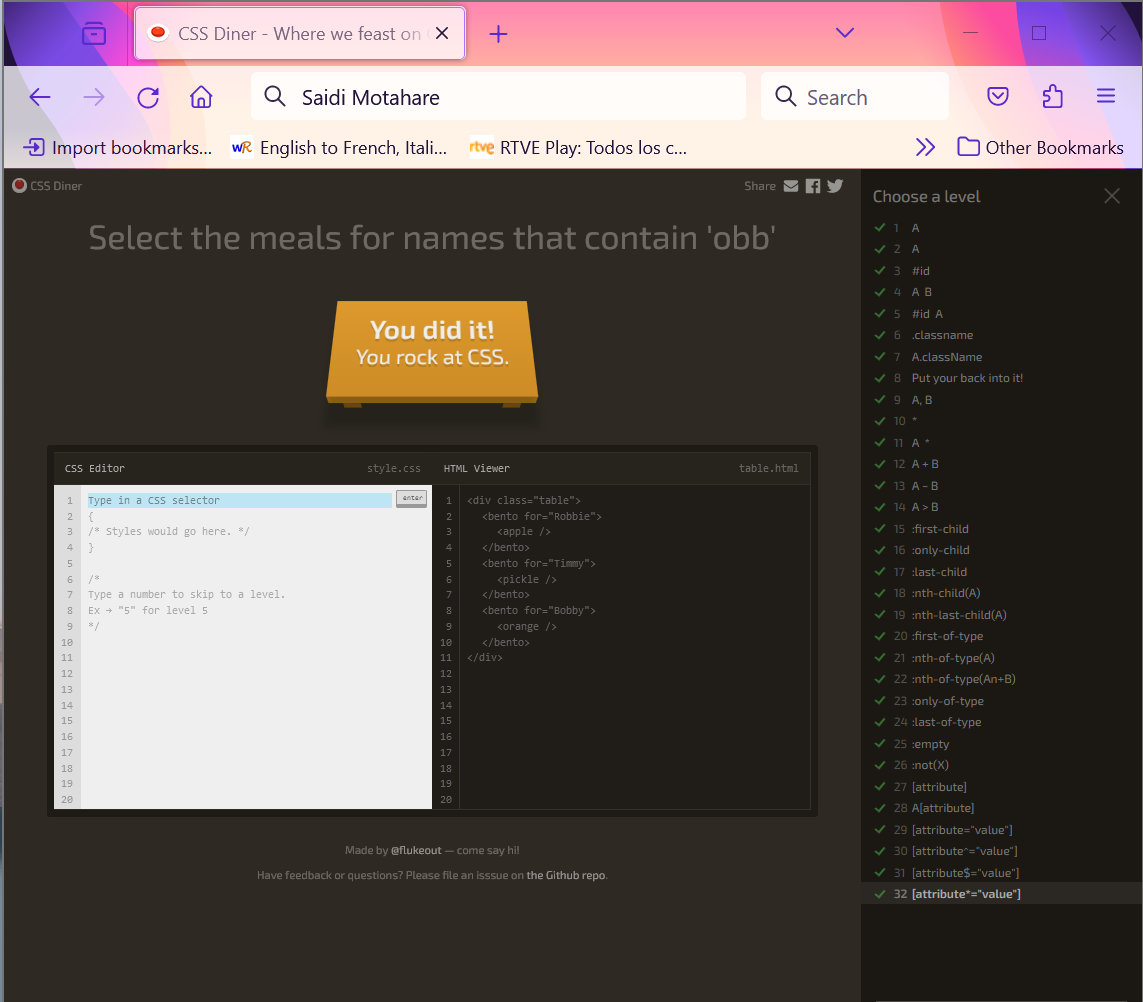 CSS Diner - Where we feast on
Saidi Motahare
Search
Import bookmarks...
English to French, Itali...
rtve
RTVE Play: Todos los c...
Other Bookmarks
CSS Diner
Share
Select the meals for names that contain 'obb'
You did it!
You rock at CSS.
CSS Editor
style.css
1 Type in a CSS selector
enter
2 {
3 /* Styles would go here. */
4 }
5
6 /*
7 Type a number to skip to a level.
8 Ex → "5" for level 5
9 */
10
11
12
13
14
15
16
17
18
19
20
HTML Viewer
table.html
1 <div class="table">
2 <bento for="Robbie">
3 <apple />
4 </bento>
5 <bento for="Timmy">
6 <pickle />
7 </bento>
8 <bento for="Bobby">
9 <orange />
10 </bento>
11 </div>
12
13
14
15
16
17
18
19
20
Made by @flukeout — come say hi!
Have feedback or questions? Please file an isssue on the Github repo.
Choose a level
1 A
2 A
3 #id
4 A B
5 #id A
6 .classname
7 A.className
8 Put your back into it!
9 A, B
10 *
11 A *
12 A + B
13 A ~ B
14 A > B
15 :first-child
16 :only-child
17 :last-child
18 :nth-child(A)
19 :nth-last-child(A)
20 :first-of-type
21 :nth-of-type(A)
22 :nth-of-type(An+B)
23 :only-of-type
24 :last-of-type
25 :empty
26 :not(X)
27 [attribute]
28 A[attribute]
29 [attribute="value"]
30 [attribute^="value"]
31 [attribute$="value"]
32 [attribute*="value"]